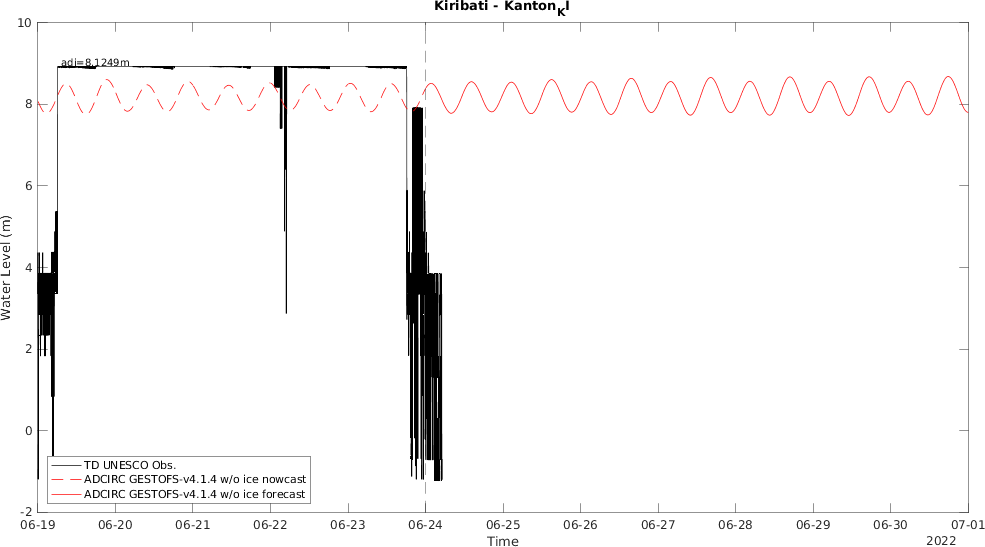 Kiribati - Kanton_KI
10
8
6
4
2
0
-2
Water Level (m)
adj=8.1249m
TD UNESCO Obs.
ADCIRC GESTOFS-v4.1.4 w/o ice nowcast
ADCIRC GESTOFS-v4.1.4 w/o ice forecast
06-19 06-20 06-21 06-22 06-23 06-24 06-25 06-26 06-27 06-28 06-29 06-30 07-01
Time
2022